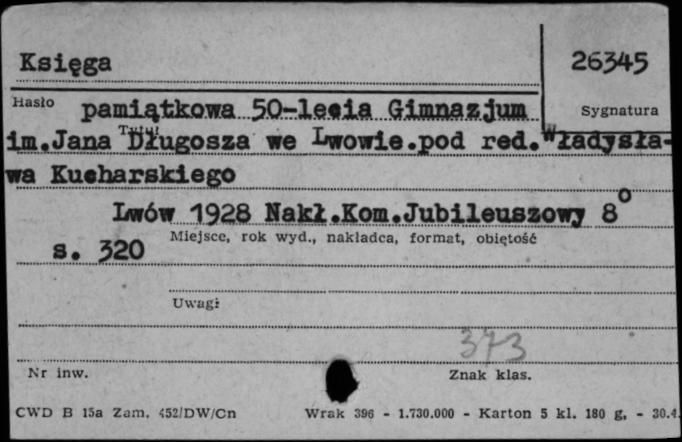 Księga 26345
Hasło pamiątkowa 50-lecia Gimnazjum Sygnatura
Tytuł
im.Jana Długosza we Lwowie.pod red.Władysła-
wa Kucharskiego
Lwów 1928 Nakł.Kom.Jubileuszowy 8°
Miejsce, rok wyd., nakładca, format, objętość
s. 320
Uwagi:
373
Nr inw. Znak klas.
CWD B 15a Zam. 452/DW/Cn Wrak 396 - 1.730.000 - Karton 5 kl. 180 g, - 30.4.